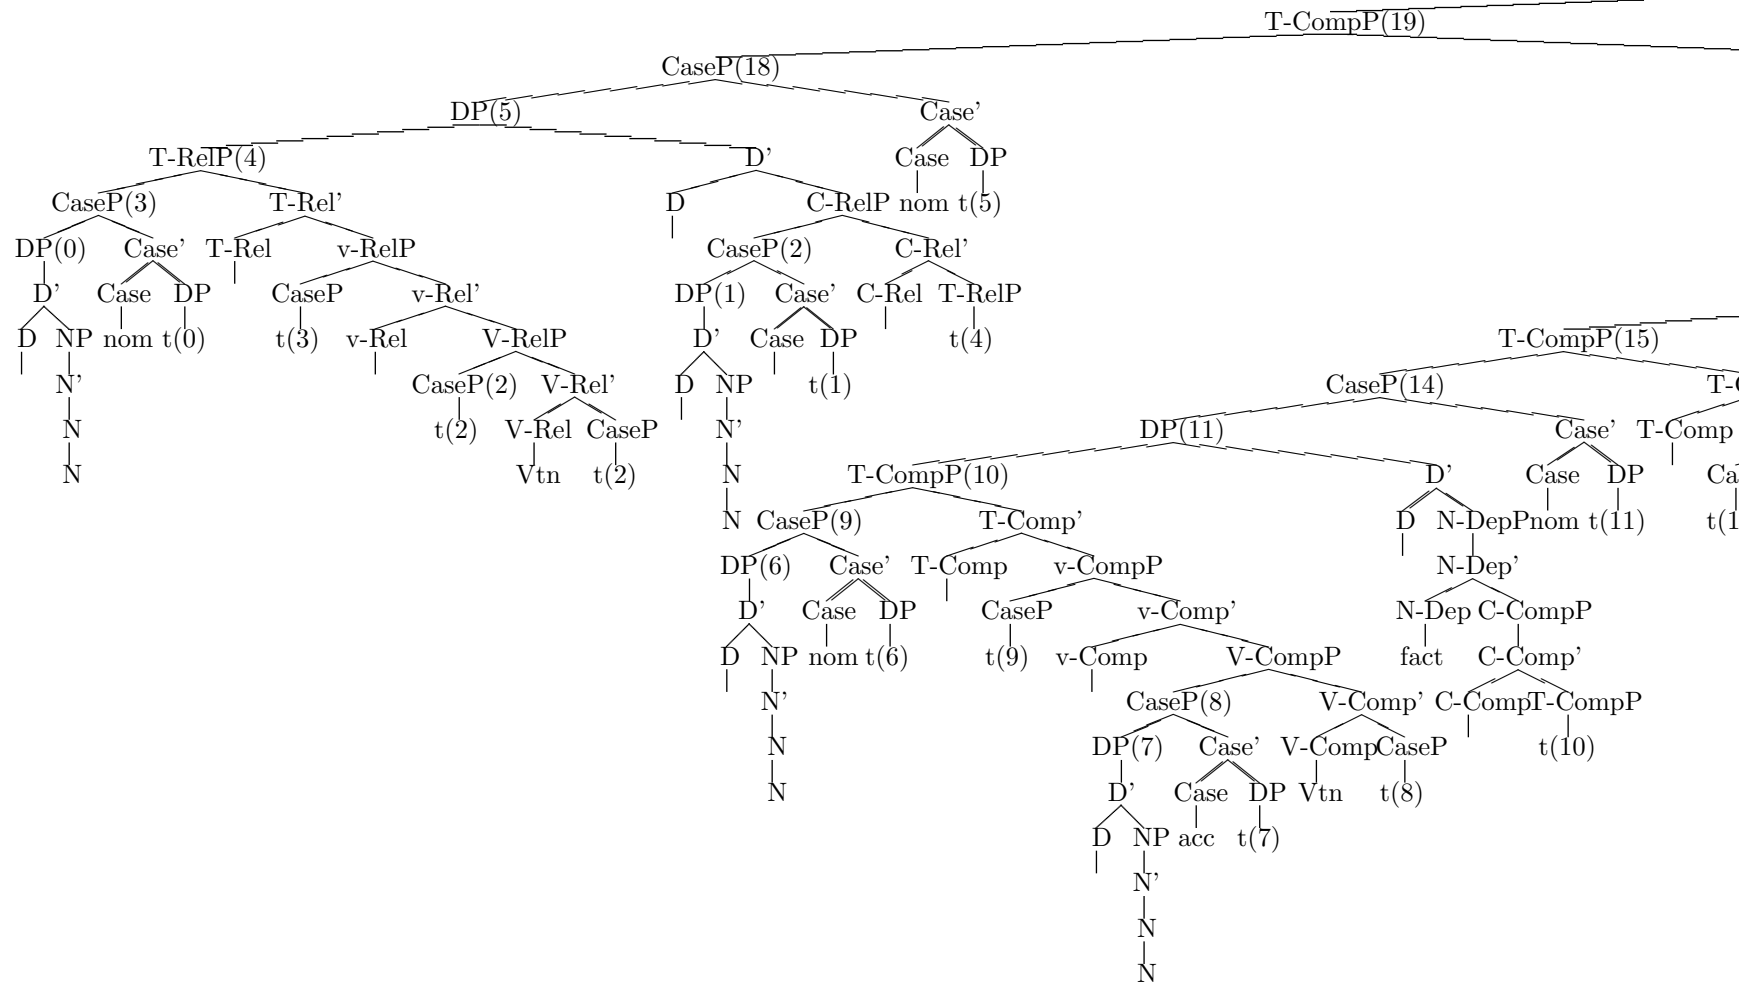 T-CompP(19)
CaseP(18)
DP(5) Case'
T-RelP(4) D' Case DP
CaseP(3) T-Rel' D C-RelP nom t(5)
DP(0) Case' T-Rel v-RelP CaseP(2) C-Rel'
D' Case DP CaseP v-Rel' DP(1) Case' C-Rel T-RelP
D NP nom t(0) t(3) v-Rel V-RelP D' Case DP t(4) T-CompP(15)
N' CaseP(2) V-Rel' D NP t(1) CaseP(14)
N t(2) V-Rel CaseP N' DP(11) Case' T-Comp
N Vtn t(2) N T-CompP(10) D' Case DP
N CaseP(9) T-Comp' D N-DepP nom t(11)
DP(6) Case' T-Comp v-CompP N-Dep'
D' Case DP CaseP v-Comp' N-Dep C-CompP
D NP nom t(6) t(9) v-Comp V-CompP fact C-Comp'
N' CaseP(8) V-Comp' C-Comp T-CompP
N DP(7) Case' V-Comp CaseP t(10)
N D' Case DP Vtn t(8)
D NP acc t(7)
N'
N
N